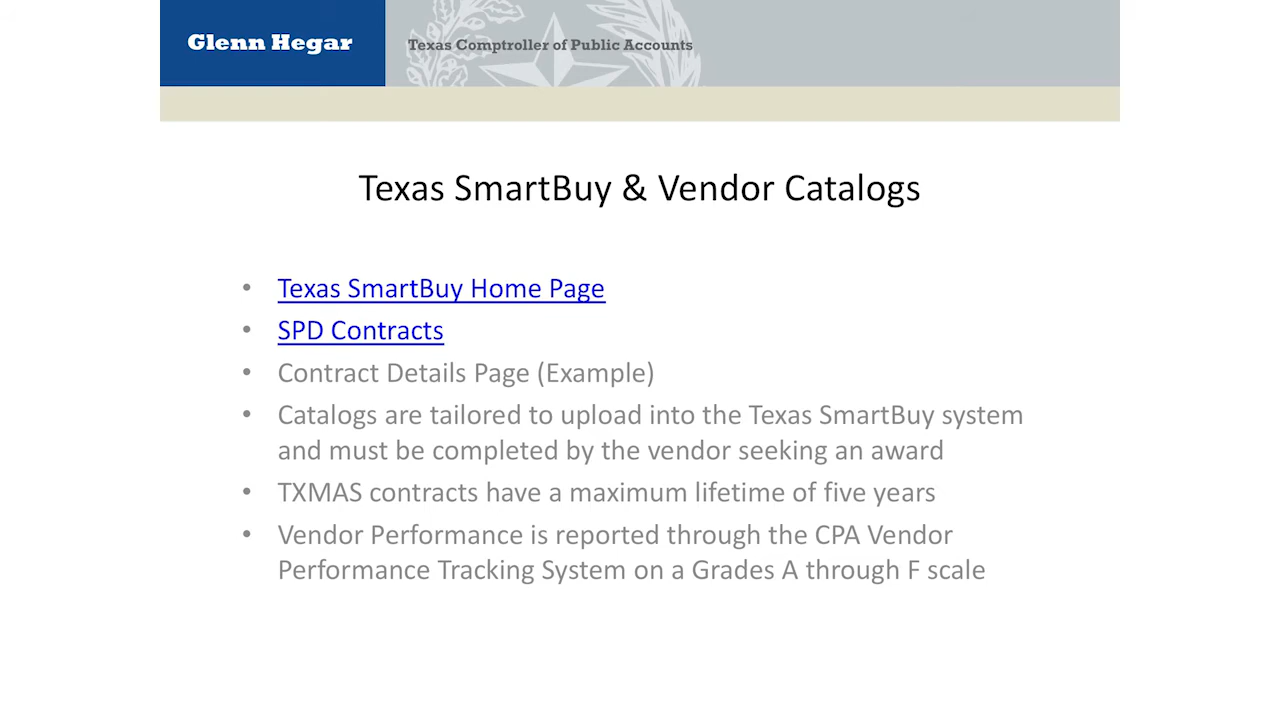 Glenn Hegar
Texas Comptroller of Public Accounts
Texas SmartBuy & Vendor Catalogs
• Texas SmartBuy Home Page
• SPD Contracts
• Contract Details Page (Example)
• Catalogs are tailored to upload into the Texas SmartBuy system
and must be completed by the vendor seeking an award
• TXMAS contracts have a maximum lifetime of five years
• Vendor Performance is reported through the CPA Vendor
Performance Tracking System on a Grades A through F scale